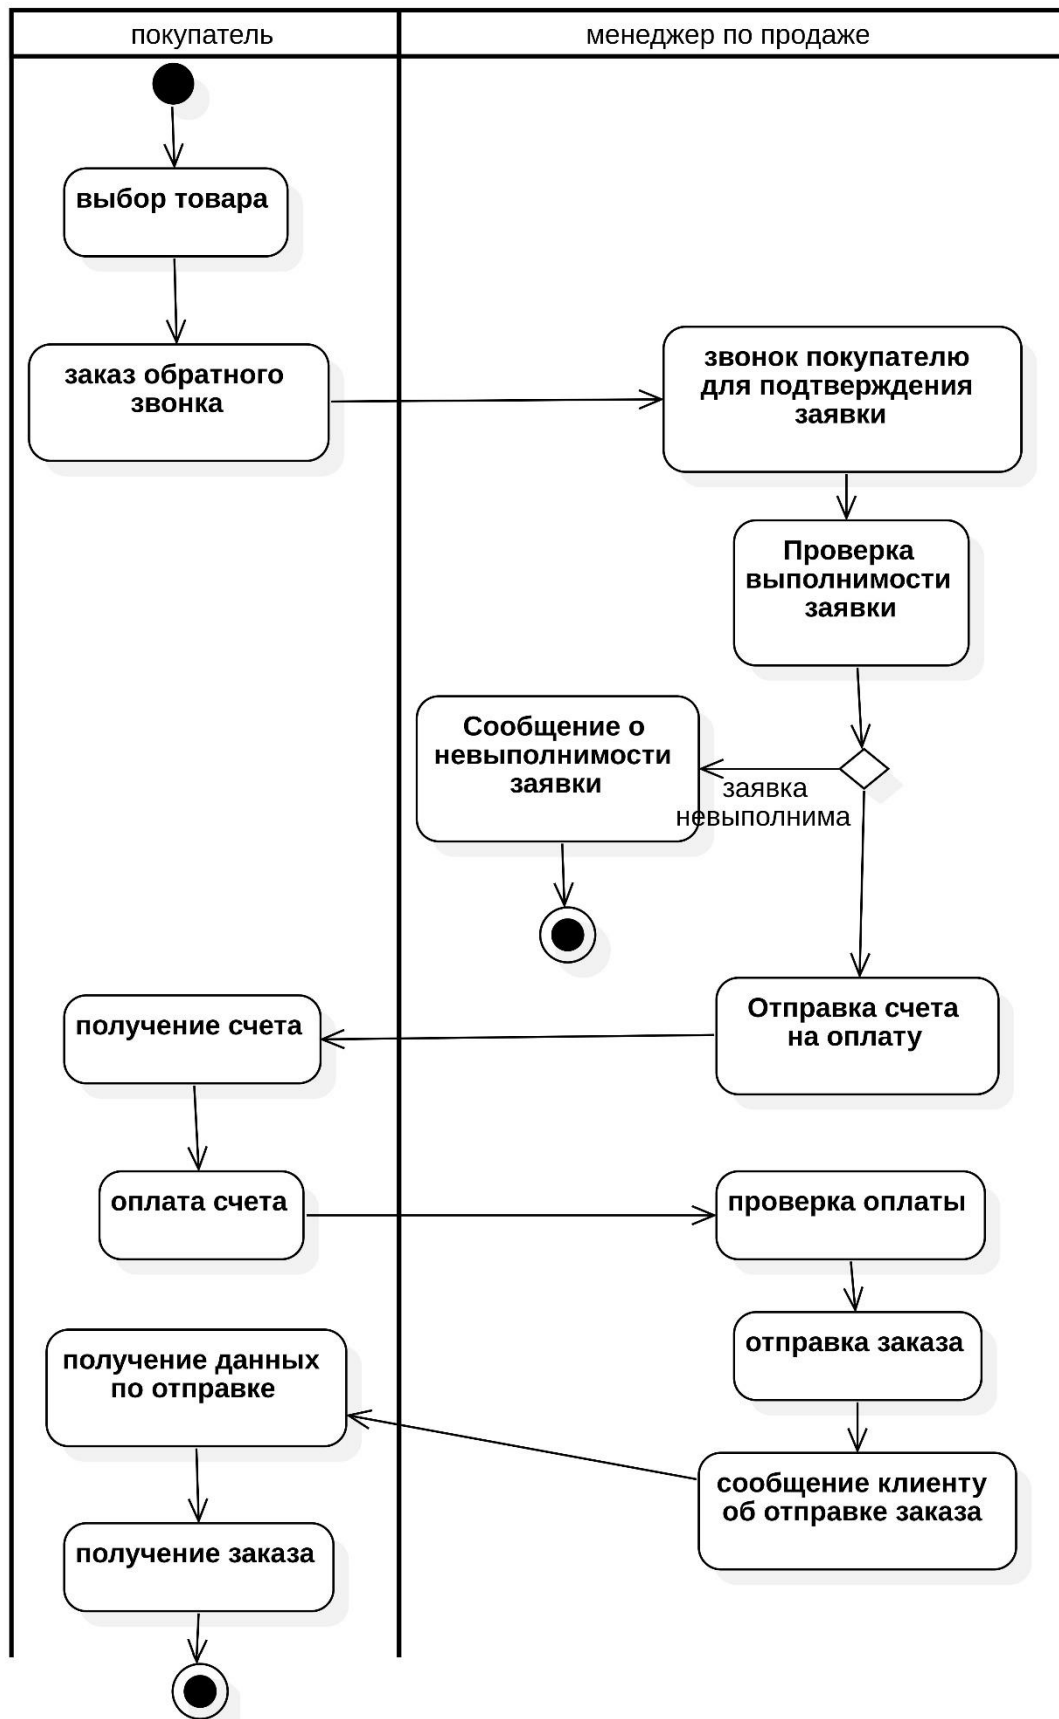 покупатель
менеджер по продаже
выбор товара
заказ обратного
звонка
звонок покупателю
для подтверждения
заявки
Проверка
выполнимости
заявки
Сообщение о
невыполнимости
заявки
заявка
невыполнима
Отправка счета
на оплату
получение счета
оплата счета
проверка оплаты
отправка заказа
сообщение клиенту
об отправке заказа
получение данных
по отправке
получение заказа